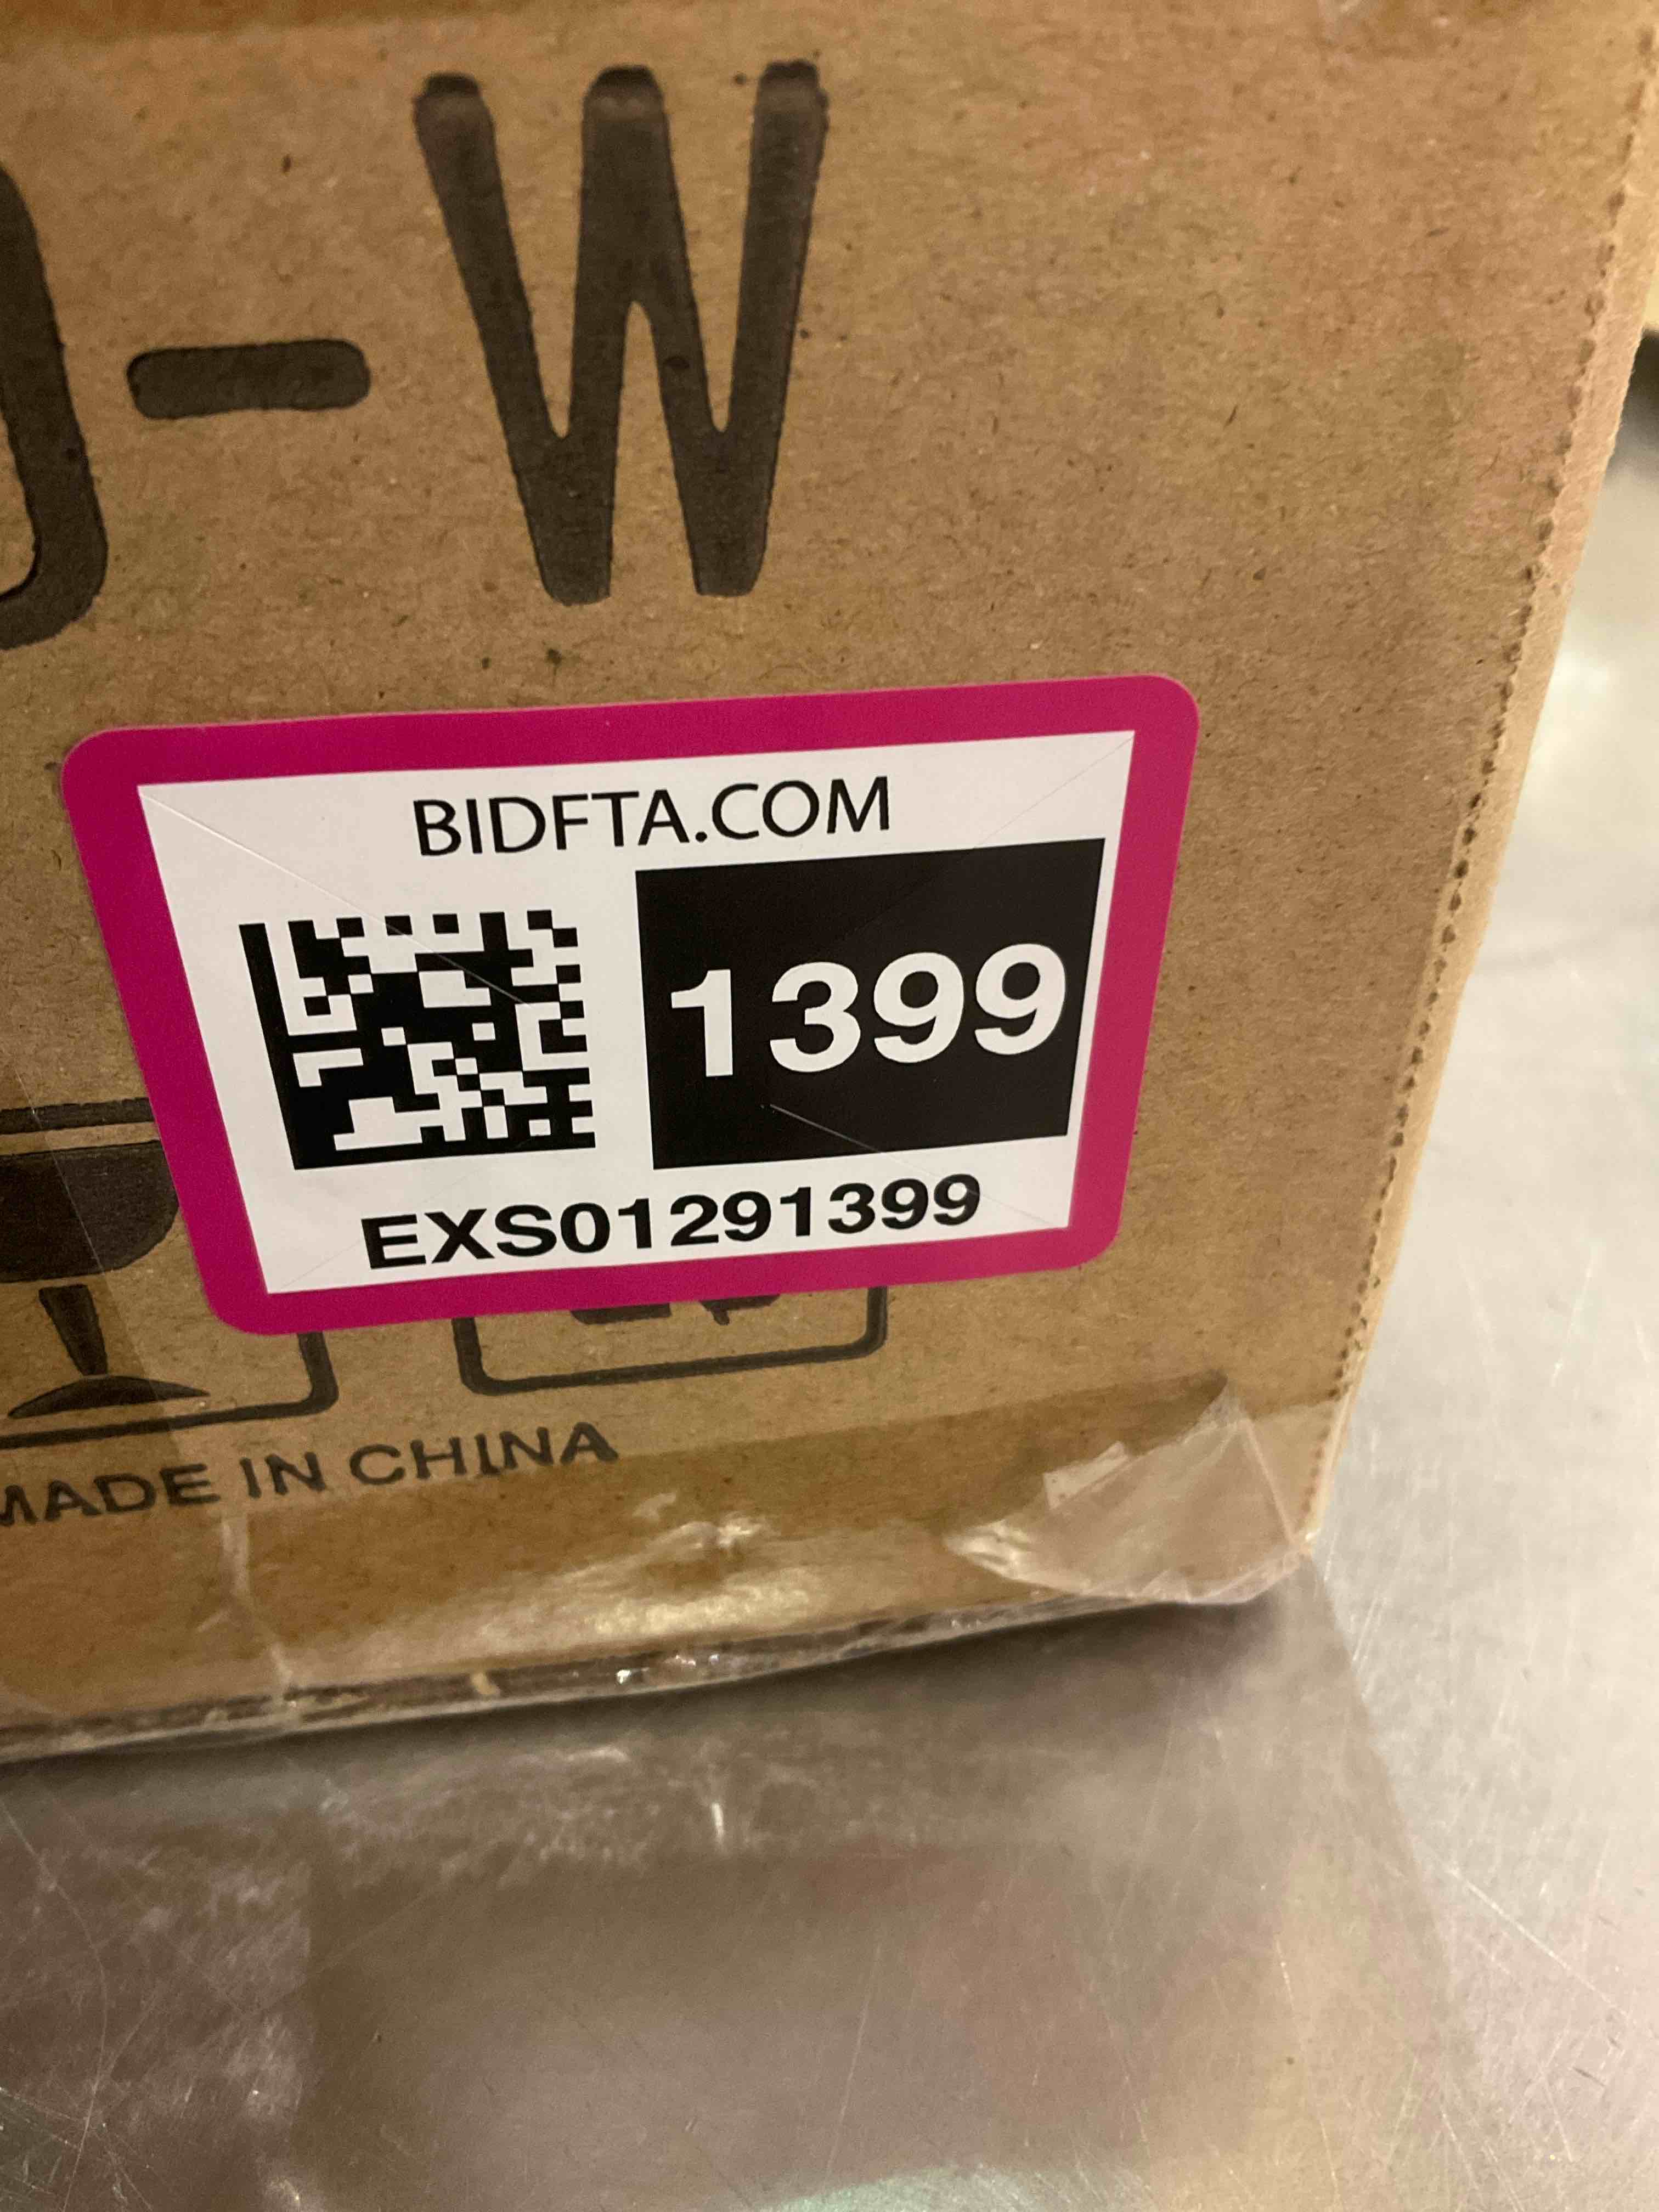 -W
BIDFTA.COM
1399
EXS01291399
MADE IN CHINA